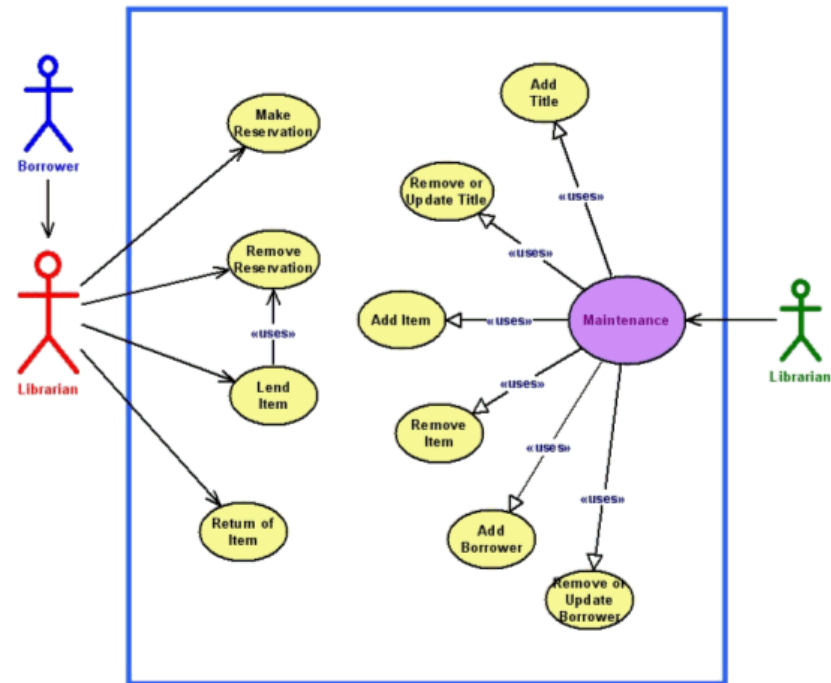 Borrower
Librarian
Make
Reservation
Remove
Reservation
«uses»
Lend
Item
Return of
Item
Add
Title
«uses»
Remove or
Update Title
«uses»
Add Item
«uses»
Maintenance
Librarian
«uses»
Remove
Item
«uses»
Add
Borrower
«uses»
Remove or
Update
Borrower